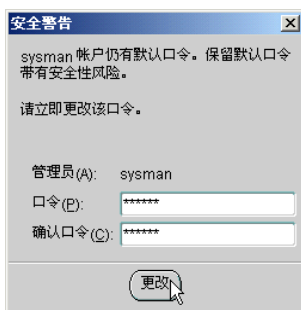 安全警告
sysman 帐户仍有默认口令。保留默认口令
带有安全性风险。
请立即更改该口令。
管理员(A): sysman
口令(P): ******
确认口令(C): ******
更改